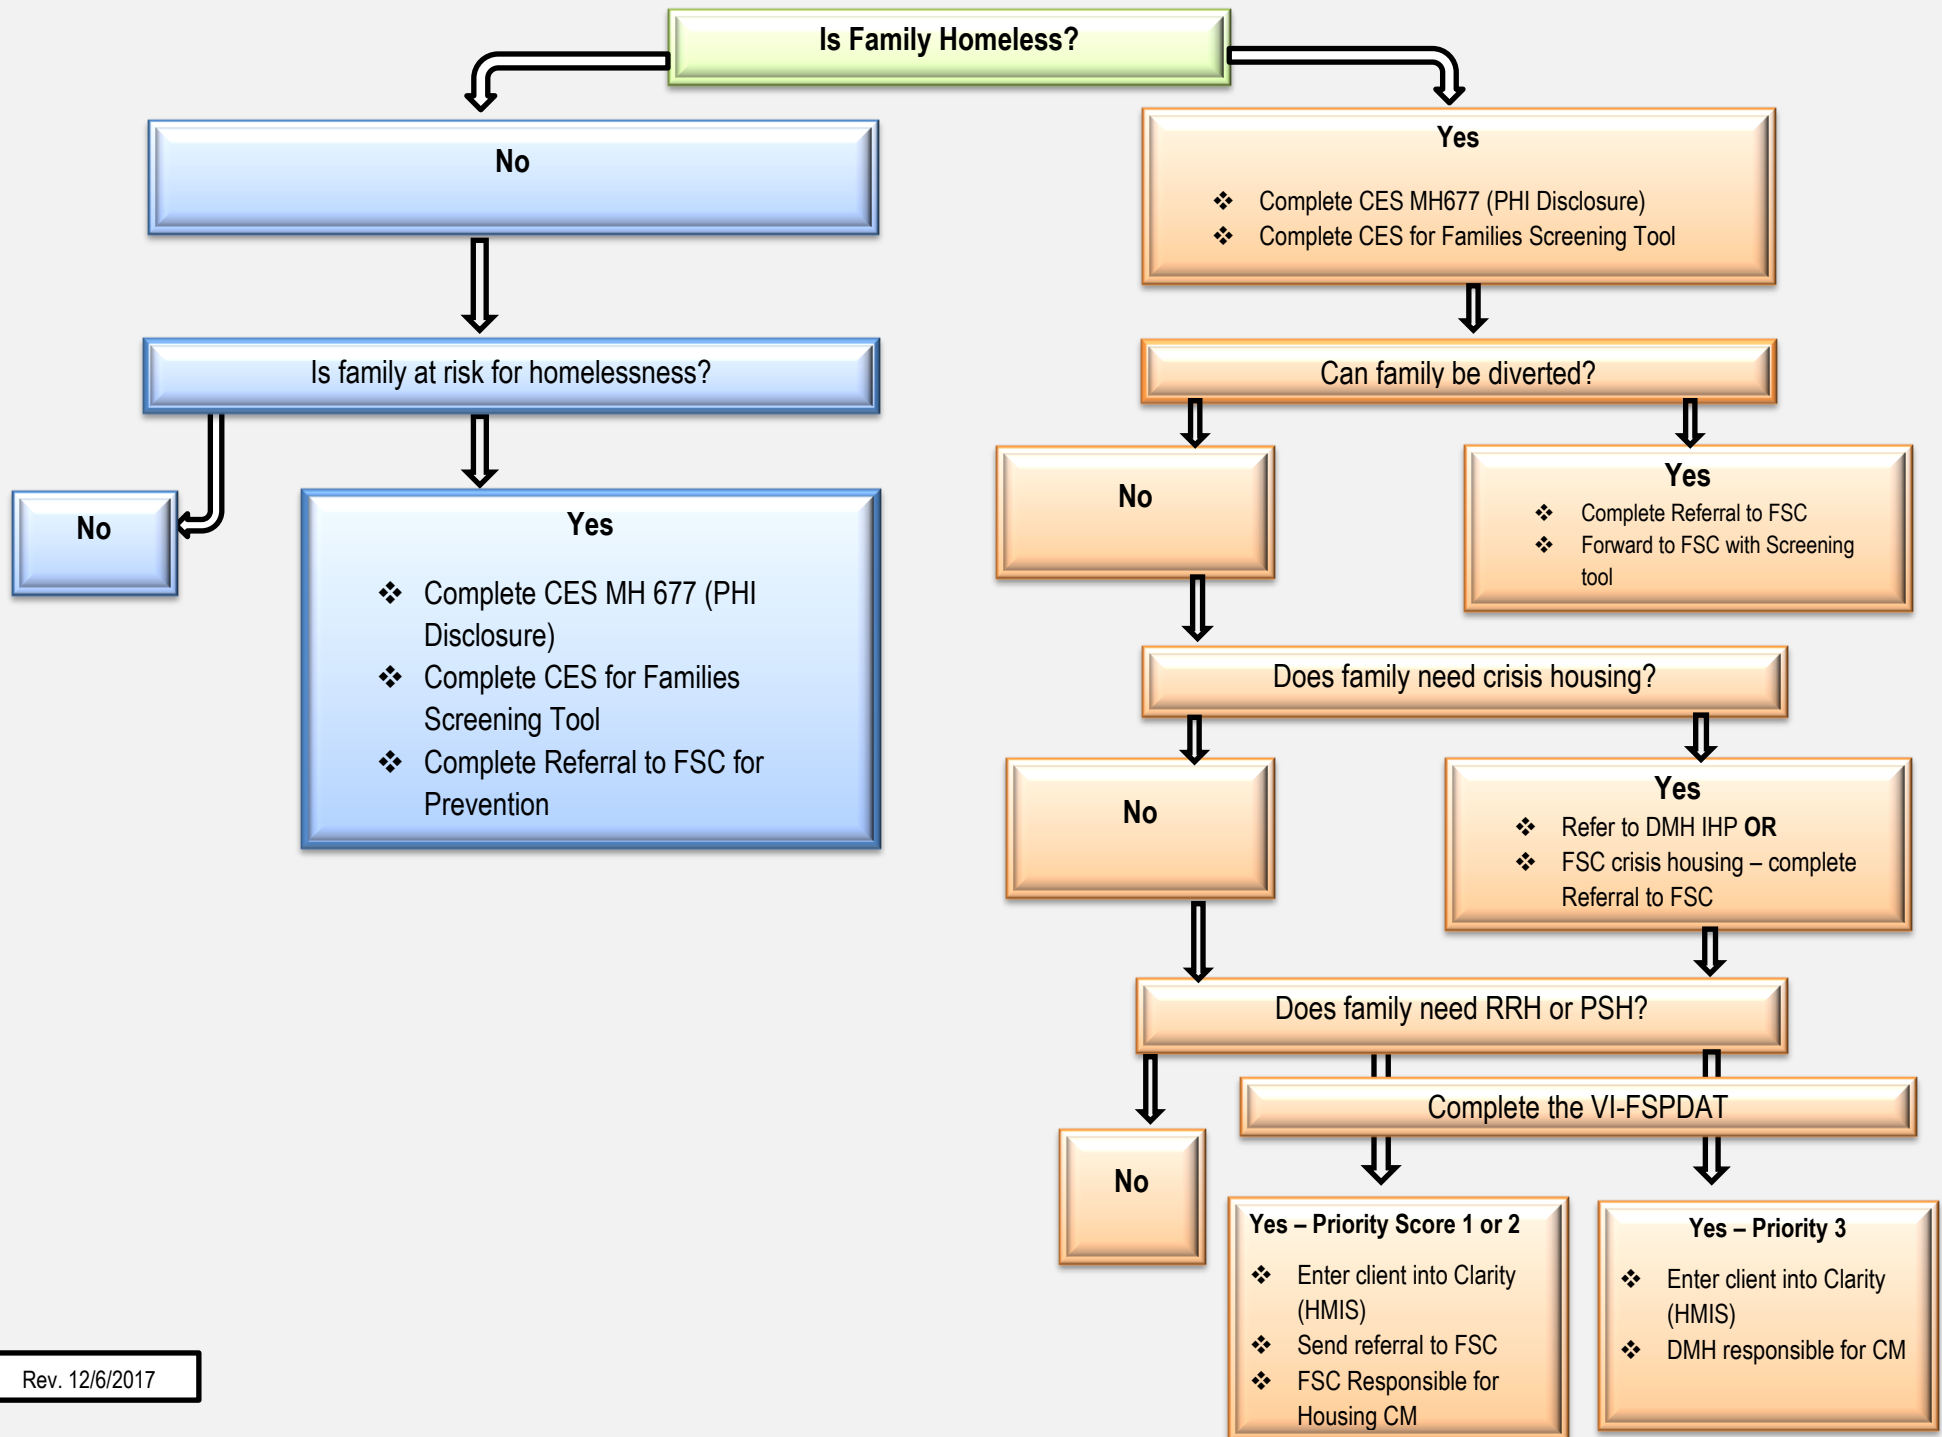 Is Family Homeless?
No
Yes
❖ Complete CES MH677 (PHI Disclosure)
❖ Complete CES for Families Screening Tool
Is family at risk for homelessness?
Can family be diverted?
No
Yes
❖ Complete CES MH 677 (PHI
Disclosure)
❖ Complete CES for Families
Screening Tool
❖ Complete Referral to FSC for
Prevention
No
Yes
❖ Complete Referral to FSC
❖ Forward to FSC with Screening
tool
Does family need crisis housing?
No
Yes
❖ Refer to DMH IHP OR
❖ FSC crisis housing – complete
Referral to FSC
Does family need RRH or PSH?
Complete the VI-FSPDAT
No
Yes – Priority Score 1 or 2
❖ Enter client into Clarity
(HMIS)
❖ Send referral to FSC
❖ FSC Responsible for
Housing CM
Yes – Priority 3
❖ Enter client into Clarity
(HMIS)
❖ DMH responsible for CM
Rev. 12/6/2017